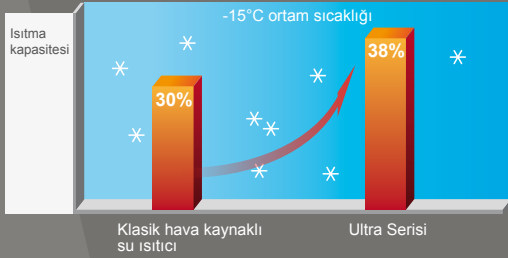 -15°C ortam sıcaklığı
Isıtma
kapasitesi
30%
38%
Klasik hava kaynaklı
su ısıtıcı
Ultra Serisi